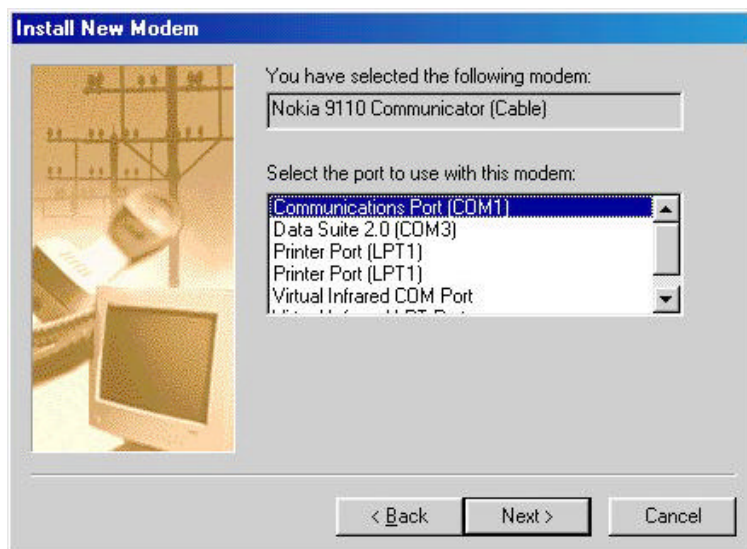 Install New Modem
You have selected the following modem:
Nokia 9110 Communicator (Cable)
Select the port to use with this modem:
Communications Port (COM1)
Data Suite 2.0 (COM3)
Printer Port (LPT1)
Printer Port (LPT1)
Virtual Infrared COM Port
< Back
Next >
Cancel